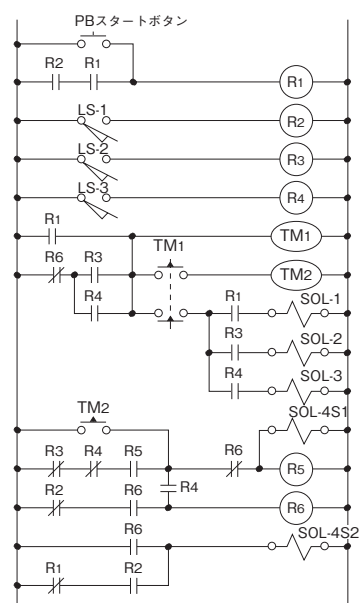 PBスタートボタン
R2 R1 R1
LS-1 R2
LS-2 R3
LS-3 R4
R1 TM1
R6 R3 TM1 TM2
R4 R1 SOL-1
R3 SOL-2
R4 SOL-3
TM2 SOL-4S1
R3 R4 R5 R6 R5
R4
R2 R6 R6
R6 SOL-4S2
R1 R2